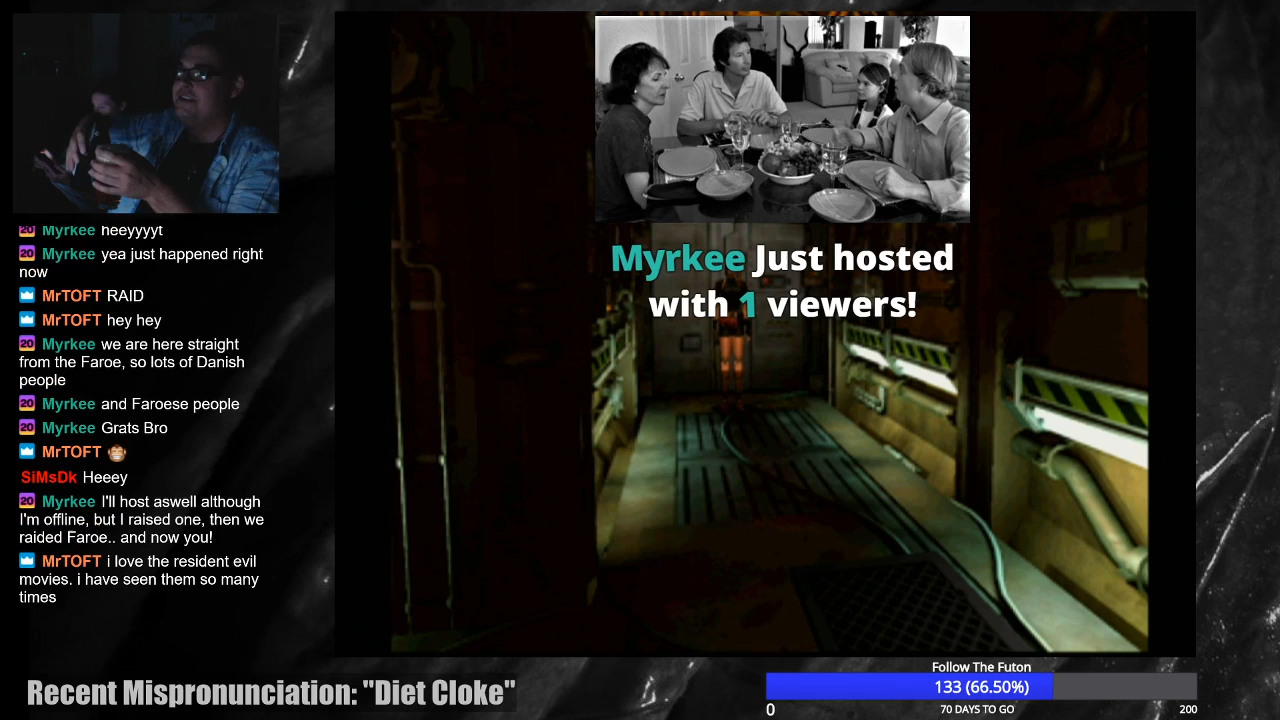 20 Myrkee heeyyyyt
20 Myrkee yea just happened right
now
MrTOFT RAID
MrTOFT hey hey
20 Myrkee we are here straight
from the Faroe, so lots of Danish
people
20 Myrkee and Faroese people
20 Myrkee Grats Bro
MrTOFT
SiMsDk Heeey
20 Myrkee I'll host aswell although
I'm offline, but I raised one, then we
raided Faroe.. and now you!
MrTOFT i love the resident evil
movies. i have seen them so many
times
Myrkee Just hosted
with 1 viewers!
Recent Mispronunciation: "Diet Cloke"
Follow The Futon
133 (66.50%)
0 70 DAYS TO GO 200